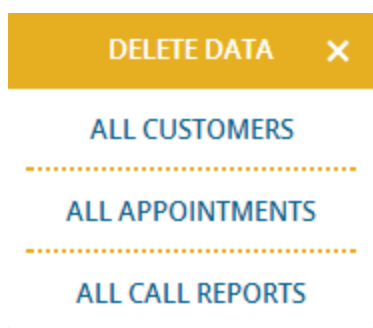 DELETE DATA ×
ALL CUSTOMERS
ALL APPOINTMENTS
ALL CALL REPORTS